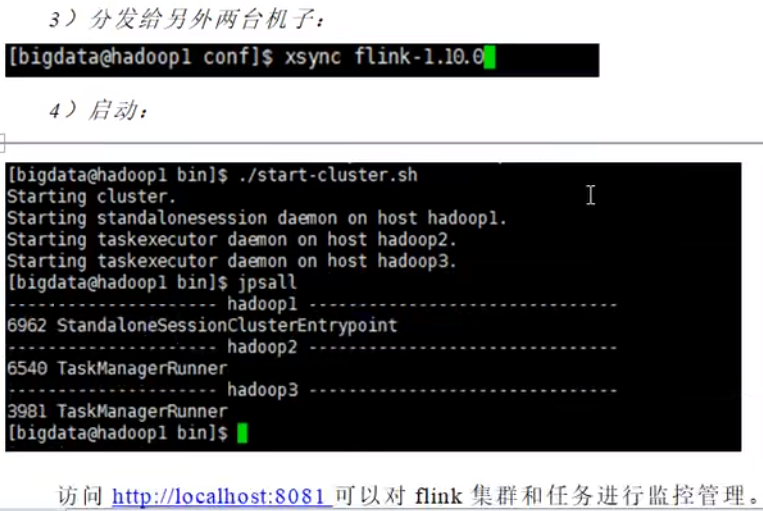 3）分发给另外两台机子：
[bigdata@hadoop1 conf]$ xsync flink-1.10.0
4）启动：
[bigdata@hadoop1 bin]$ ./start-cluster.sh
Starting cluster.
Starting standalonesession daemon on host hadoop1.
Starting taskexecutor daemon on host hadoop2.
Starting taskexecutor daemon on host hadoop3.
[bigdata@hadoop1 bin]$ jpsall
--------------------- hadoop1 -------------------------------
6962 StandaloneSessionClusterEntrypoint
--------------------- hadoop2 -------------------------------
6540 TaskManagerRunner
--------------------- hadoop3 -------------------------------
3981 TaskManagerRunner
[bigdata@hadoop1 bin]$
访问 http://localhost:8081 可以对 flink 集群和任务进行监控管理。